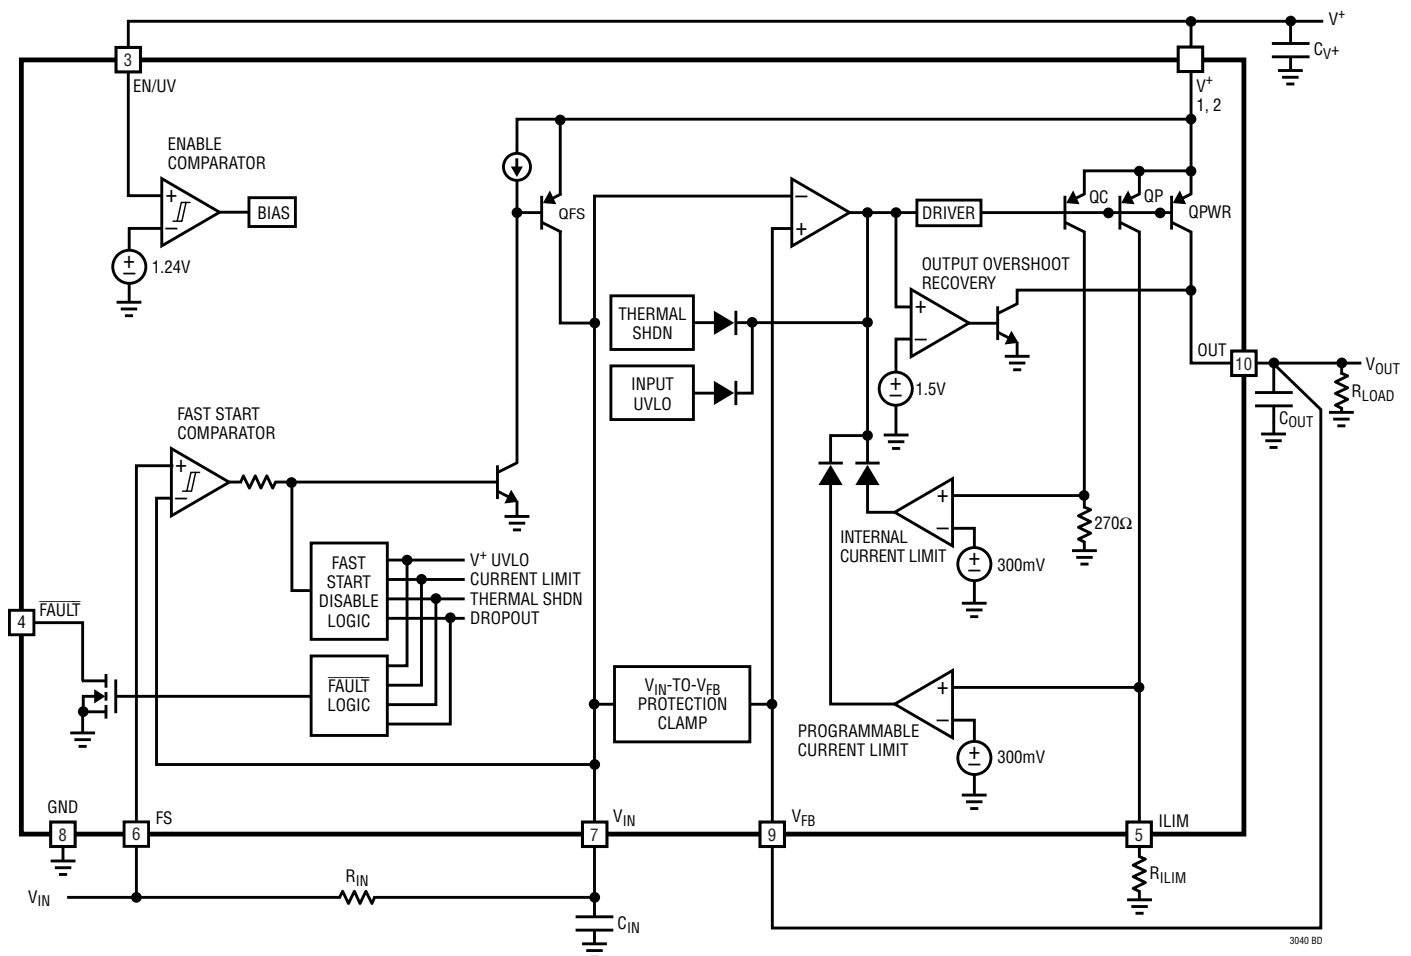 V+
CV+
3
EN/UV
V+
1, 2
ENABLE
COMPARATOR
+
−
BIAS
+
−
1.24V
QFS
−
+
DRIVER
QC
QP
QPWR
OUTPUT OVERSHOOT
RECOVERY
+
−
+
−
1.5V
THERMAL
SHDN
INPUT
UVLO
OUT
10
VOUT
RLOAD
COUT
FAST START
COMPARATOR
+
−
+
−
INTERNAL
CURRENT LIMIT
270Ω
+
−
300mV
FAST
START
DISABLE
LOGIC
V+ UVLO
CURRENT LIMIT
THERMAL SHDN
DROPOUT
4
FAULT
FAULT
LOGIC
VIN-TO-VFB
PROTECTION
CLAMP
+
−
PROGRAMMABLE
CURRENT LIMIT
+
−
300mV
GND
8
6
FS
7
VIN
9
VFB
5
ILIM
VIN
RIN
CIN
RILIM
3040 BD